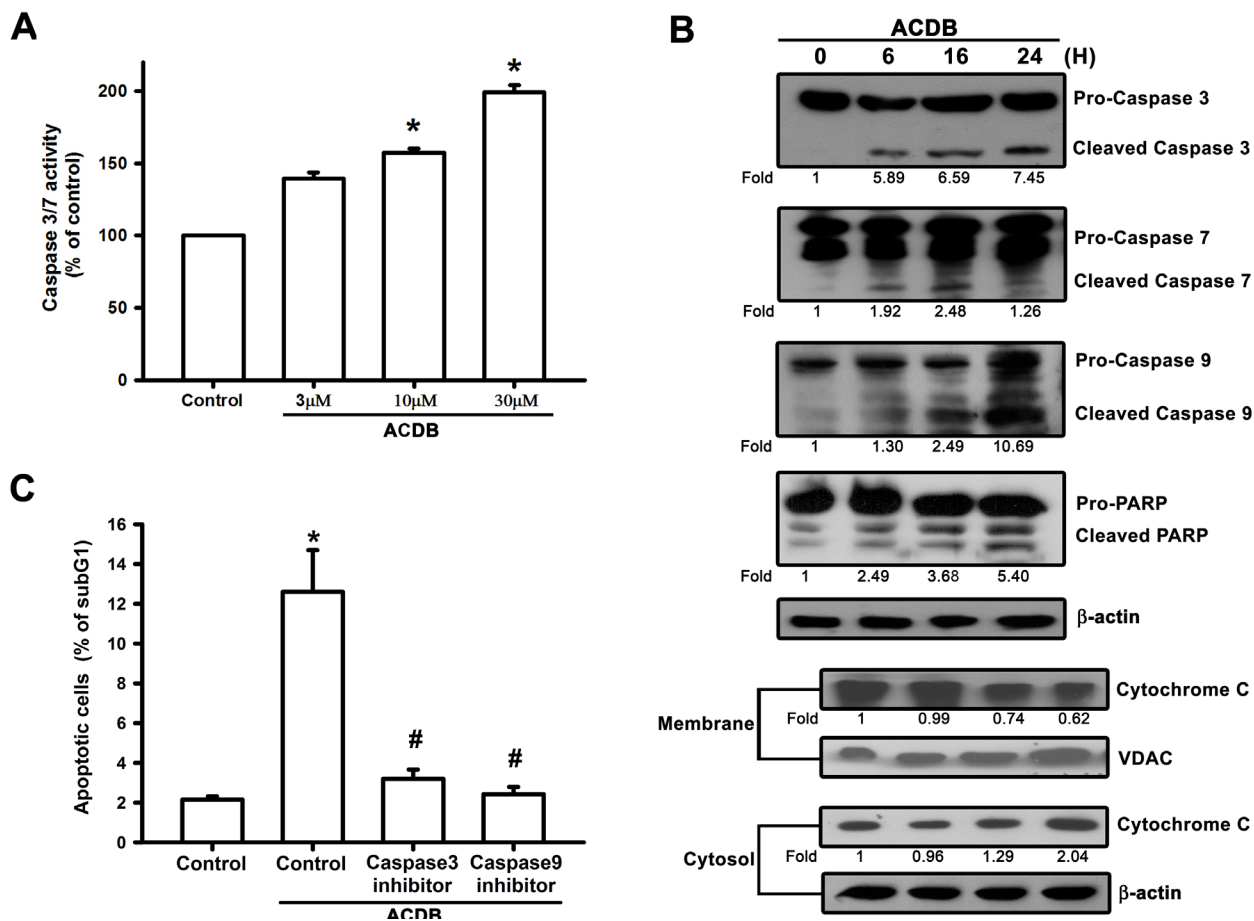 A
Caspase 3/7 activity
(% of control)
200
150
100
50
0
*
*
Control
3μM
10μM
30μM
ACDB
B
ACDB
0 6 16 24 (H)
Pro-Caspase 3
Cleaved Caspase 3
Fold 1 5.89 6.59 7.45
Pro-Caspase 7
Cleaved Caspase 7
Fold 1 1.92 2.48 1.26
Pro-Caspase 9
Cleaved Caspase 9
Fold 1 1.30 2.49 10.69
Pro-PARP
Cleaved PARP
Fold 1 2.49 3.68 5.40
β-actin
Membrane
Cytochrome C
Fold 1 0.99 0.74 0.62
VDAC
Cytosol
Cytochrome C
Fold 1 0.96 1.29 2.04
β-actin
C
Apoptotic cells (% of subG1)
16
14
12
10
8
6
4
2
0
*
#
#
Control
Control
Caspase3
inhibitor
Caspase9
inhibitor
ACDB